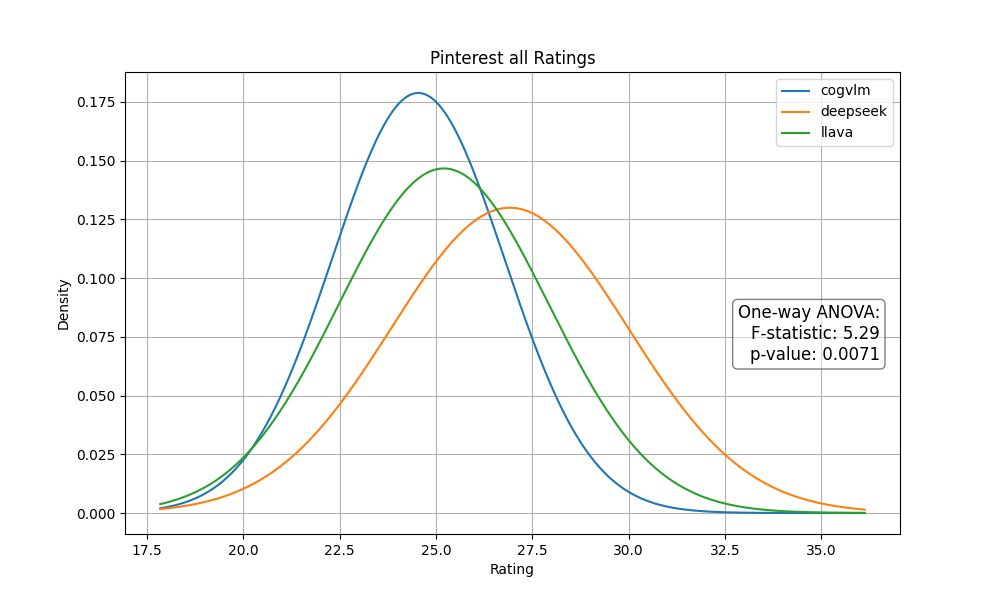 Pinterest all Ratings
cogvlm
deepseek
llava
One-way ANOVA:
F-statistic: 5.29
p-value: 0.0071
Density
0.175
0.150
0.125
0.100
0.075
0.050
0.025
0.000
17.5 20.0 22.5 25.0 27.5 30.0 32.5 35.0
Rating